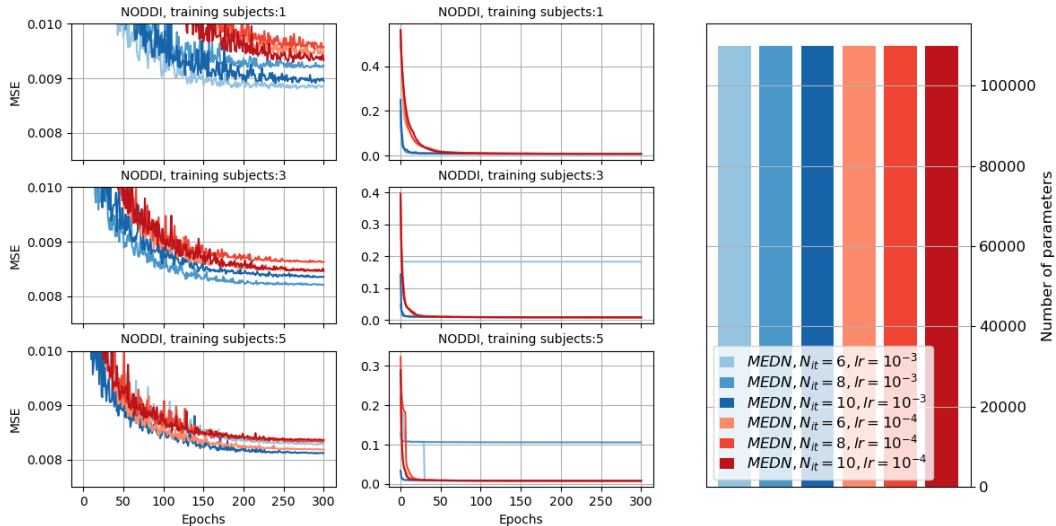 NODDI, training subjects:1
0.010
0.009
0.008
MSE
NODDI, training subjects:1
0.4
0.2
0.0
NODDI, training subjects:3
0.010
0.009
0.008
MSE
NODDI, training subjects:3
0.4
0.3
0.2
0.1
0.0
NODDI, training subjects:5
0.010
0.009
0.008
MSE
0 50 100 150 200 250 300
Epochs
NODDI, training subjects:5
0.3
0.2
0.1
0.0
0 50 100 150 200 250 300
Epochs
100000
80000
60000
40000
20000
0
Number of parameters
MEDN, N_it = 6, lr = 10^−3
MEDN, N_it = 8, lr = 10^−3
MEDN, N_it = 10, lr = 10^−3
MEDN, N_it = 6, lr = 10^−4
MEDN, N_it = 8, lr = 10^−4
MEDN, N_it = 10, lr = 10^−4